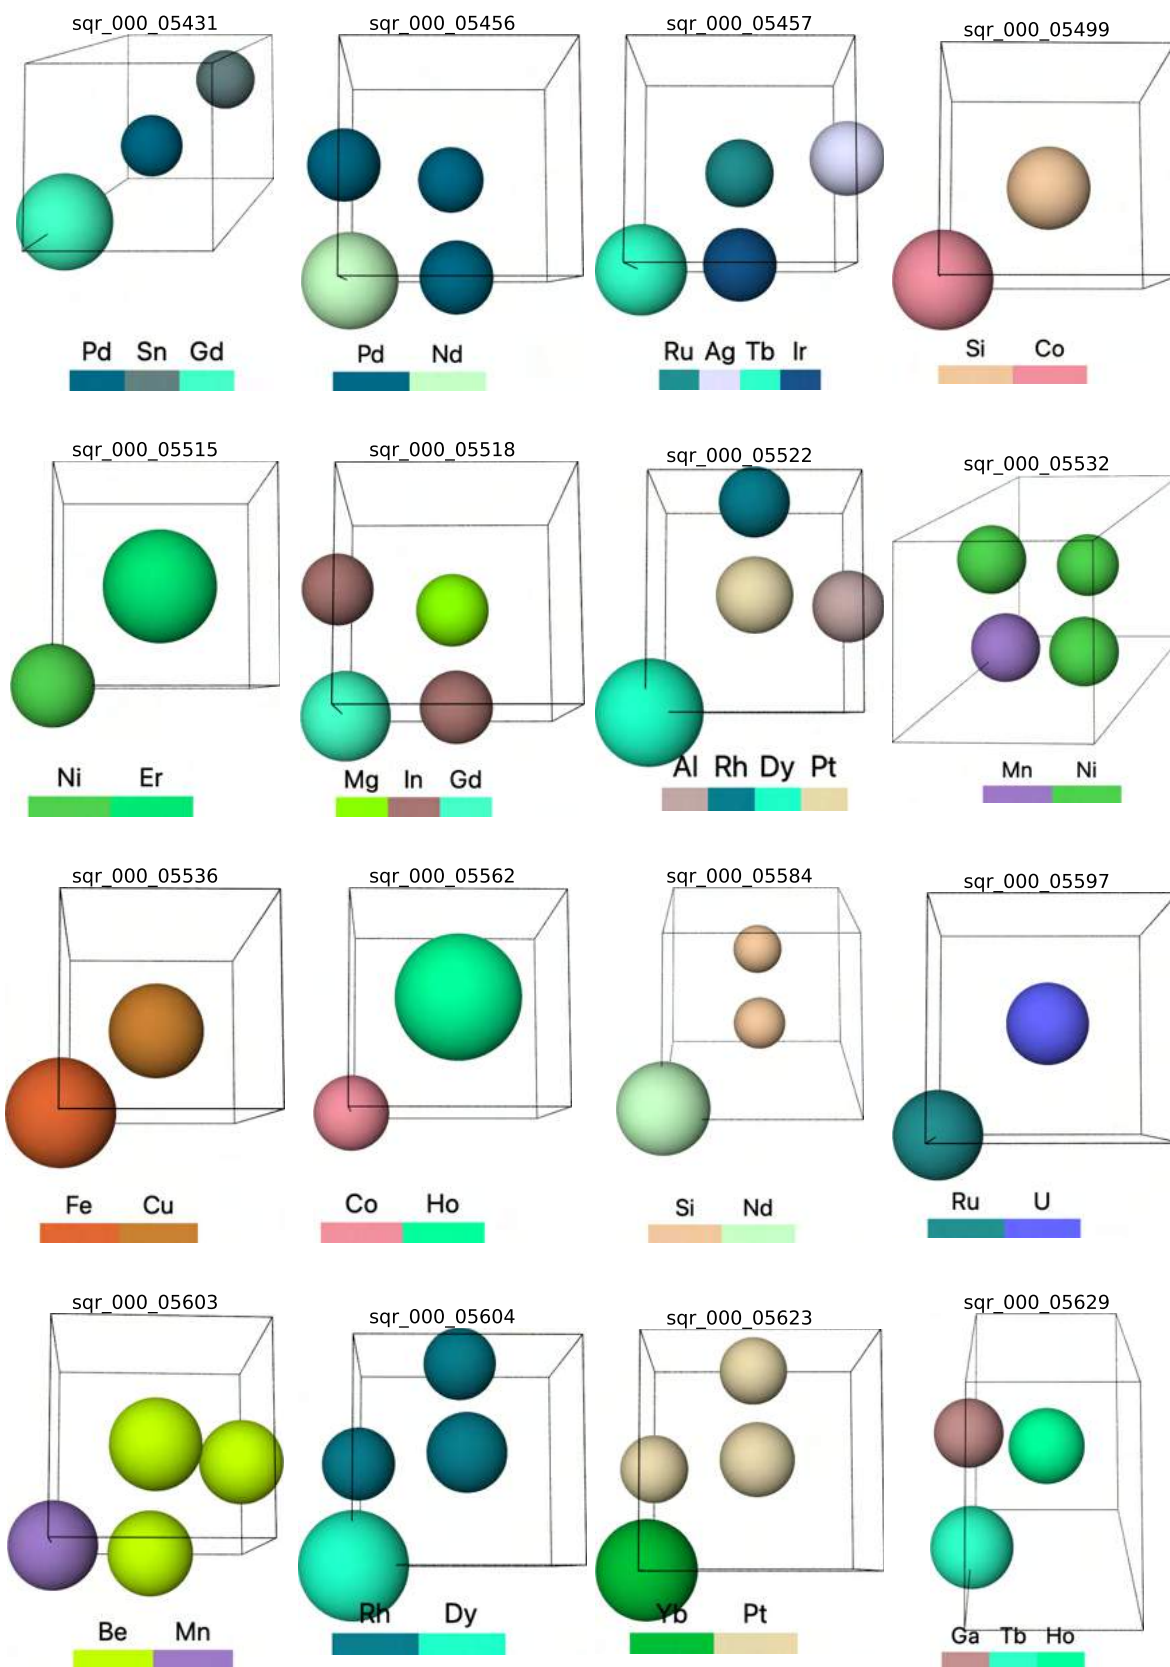 sqr_000_05431 sqr_000_05456 sqr_000_05457 sqr_000_05499
Pd Sn Gd Pd Nd Ru Ag Tb Ir Si Co
sqr_000_05515 sqr_000_05518 sqr_000_05522 sqr_000_05532
Ni Er Mg In Gd Al Rh Dy Pt Mn Ni
sqr_000_05536 sqr_000_05562 sqr_000_05584 sqr_000_05597
Fe Cu Co Ho Si Nd Ru U
sqr_000_05603 sqr_000_05604 sqr_000_05623 sqr_000_05629
Be Mn Rh Dy Yb Pt Ga Tb Ho